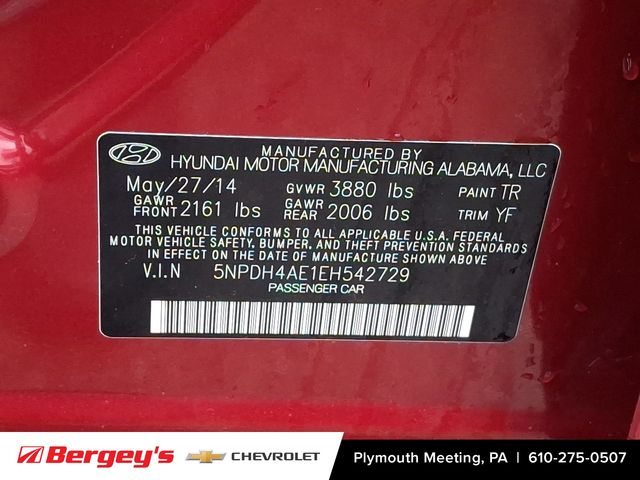 MANUFACTURED BY
HYUNDAI MOTOR MANUFACTURING ALABAMA, LLC
May/27/14 GVWR 3880 lbs PAINT TR
GAWR FRONT 2161 lbs GAWR REAR 2006 lbs TRIM YF
THIS VEHICLE CONFORMS TO ALL APPLICABLE U.S.A. FEDERAL
MOTOR VEHICLE SAFETY, BUMPER, AND THEFT PREVENTION STANDARDS
IN EFFECT ON THE DATE OF MANUFACTURE SHOWN ABOVE
V.I.N 5NPDH4AE1EH542729
PASSENGER CAR
Bergey's CHEVROLET Plymouth Meeting, PA | 610-275-0507